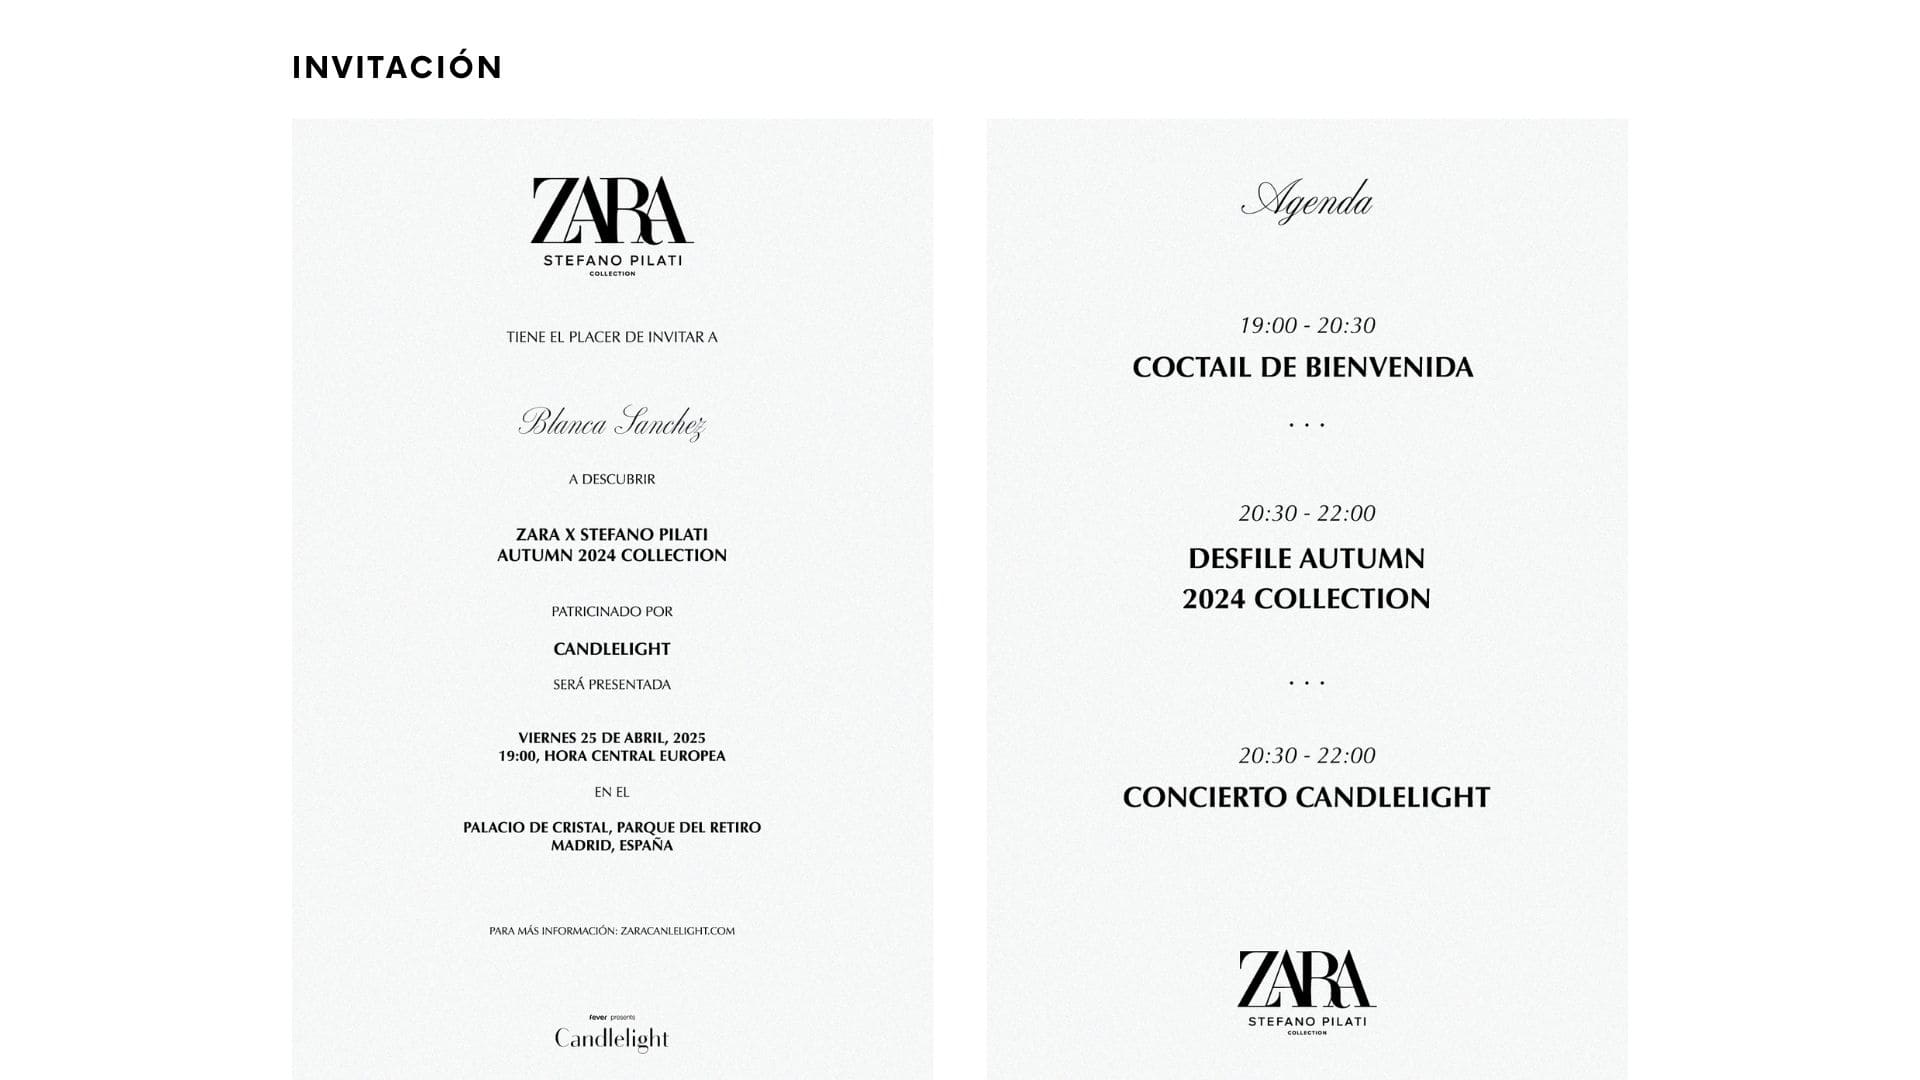 INVITACIÓN
ZARA
STEFANO PILATI
COLLECTION
TIENE EL PLACER DE INVITAR A
Blanca Sanchez
A DESCUBRIR
ZARA X STEFANO PILATI
AUTUMN 2024 COLLECTION
PATRICINADO POR
CANDLELIGHT
SERÁ PRESENTADA
VIERNES 25 DE ABRIL, 2025
19:00, HORA CENTRAL EUROPEA
EN EL
PALACIO DE CRISTAL, PARQUE DEL RETIRO
MADRID, ESPAÑA
PARA MÁS INFORMACIÓN: ZARACANLELIGHT.COM
fever presents
Candlelight
Agenda
19:00 - 20:30
COCTAIL DE BIENVENIDA
...
20:30 - 22:00
DESFILE AUTUMN
2024 COLLECTION
...
20:30 - 22:00
CONCIERTO CANDLELIGHT
ZARA
STEFANO PILATI
COLLECTION